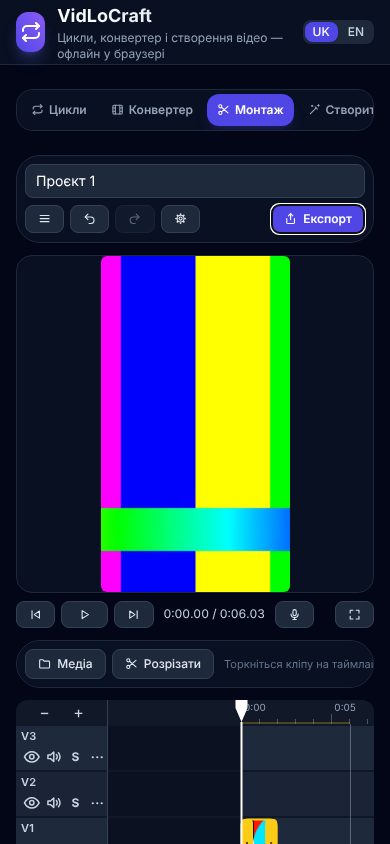 VidLoCraft
Цикли, конвертер і створення відео —
офлайн у браузері
UK EN
Цикли Конвертер Монтаж Створит
Проєкт 1
Експорт
0:00.00 / 0:06.03
Медіа Розрізати Торкніться кліпу на таймлай
− + 0:00 0:05
V3
S ...
V2
S ...
V1